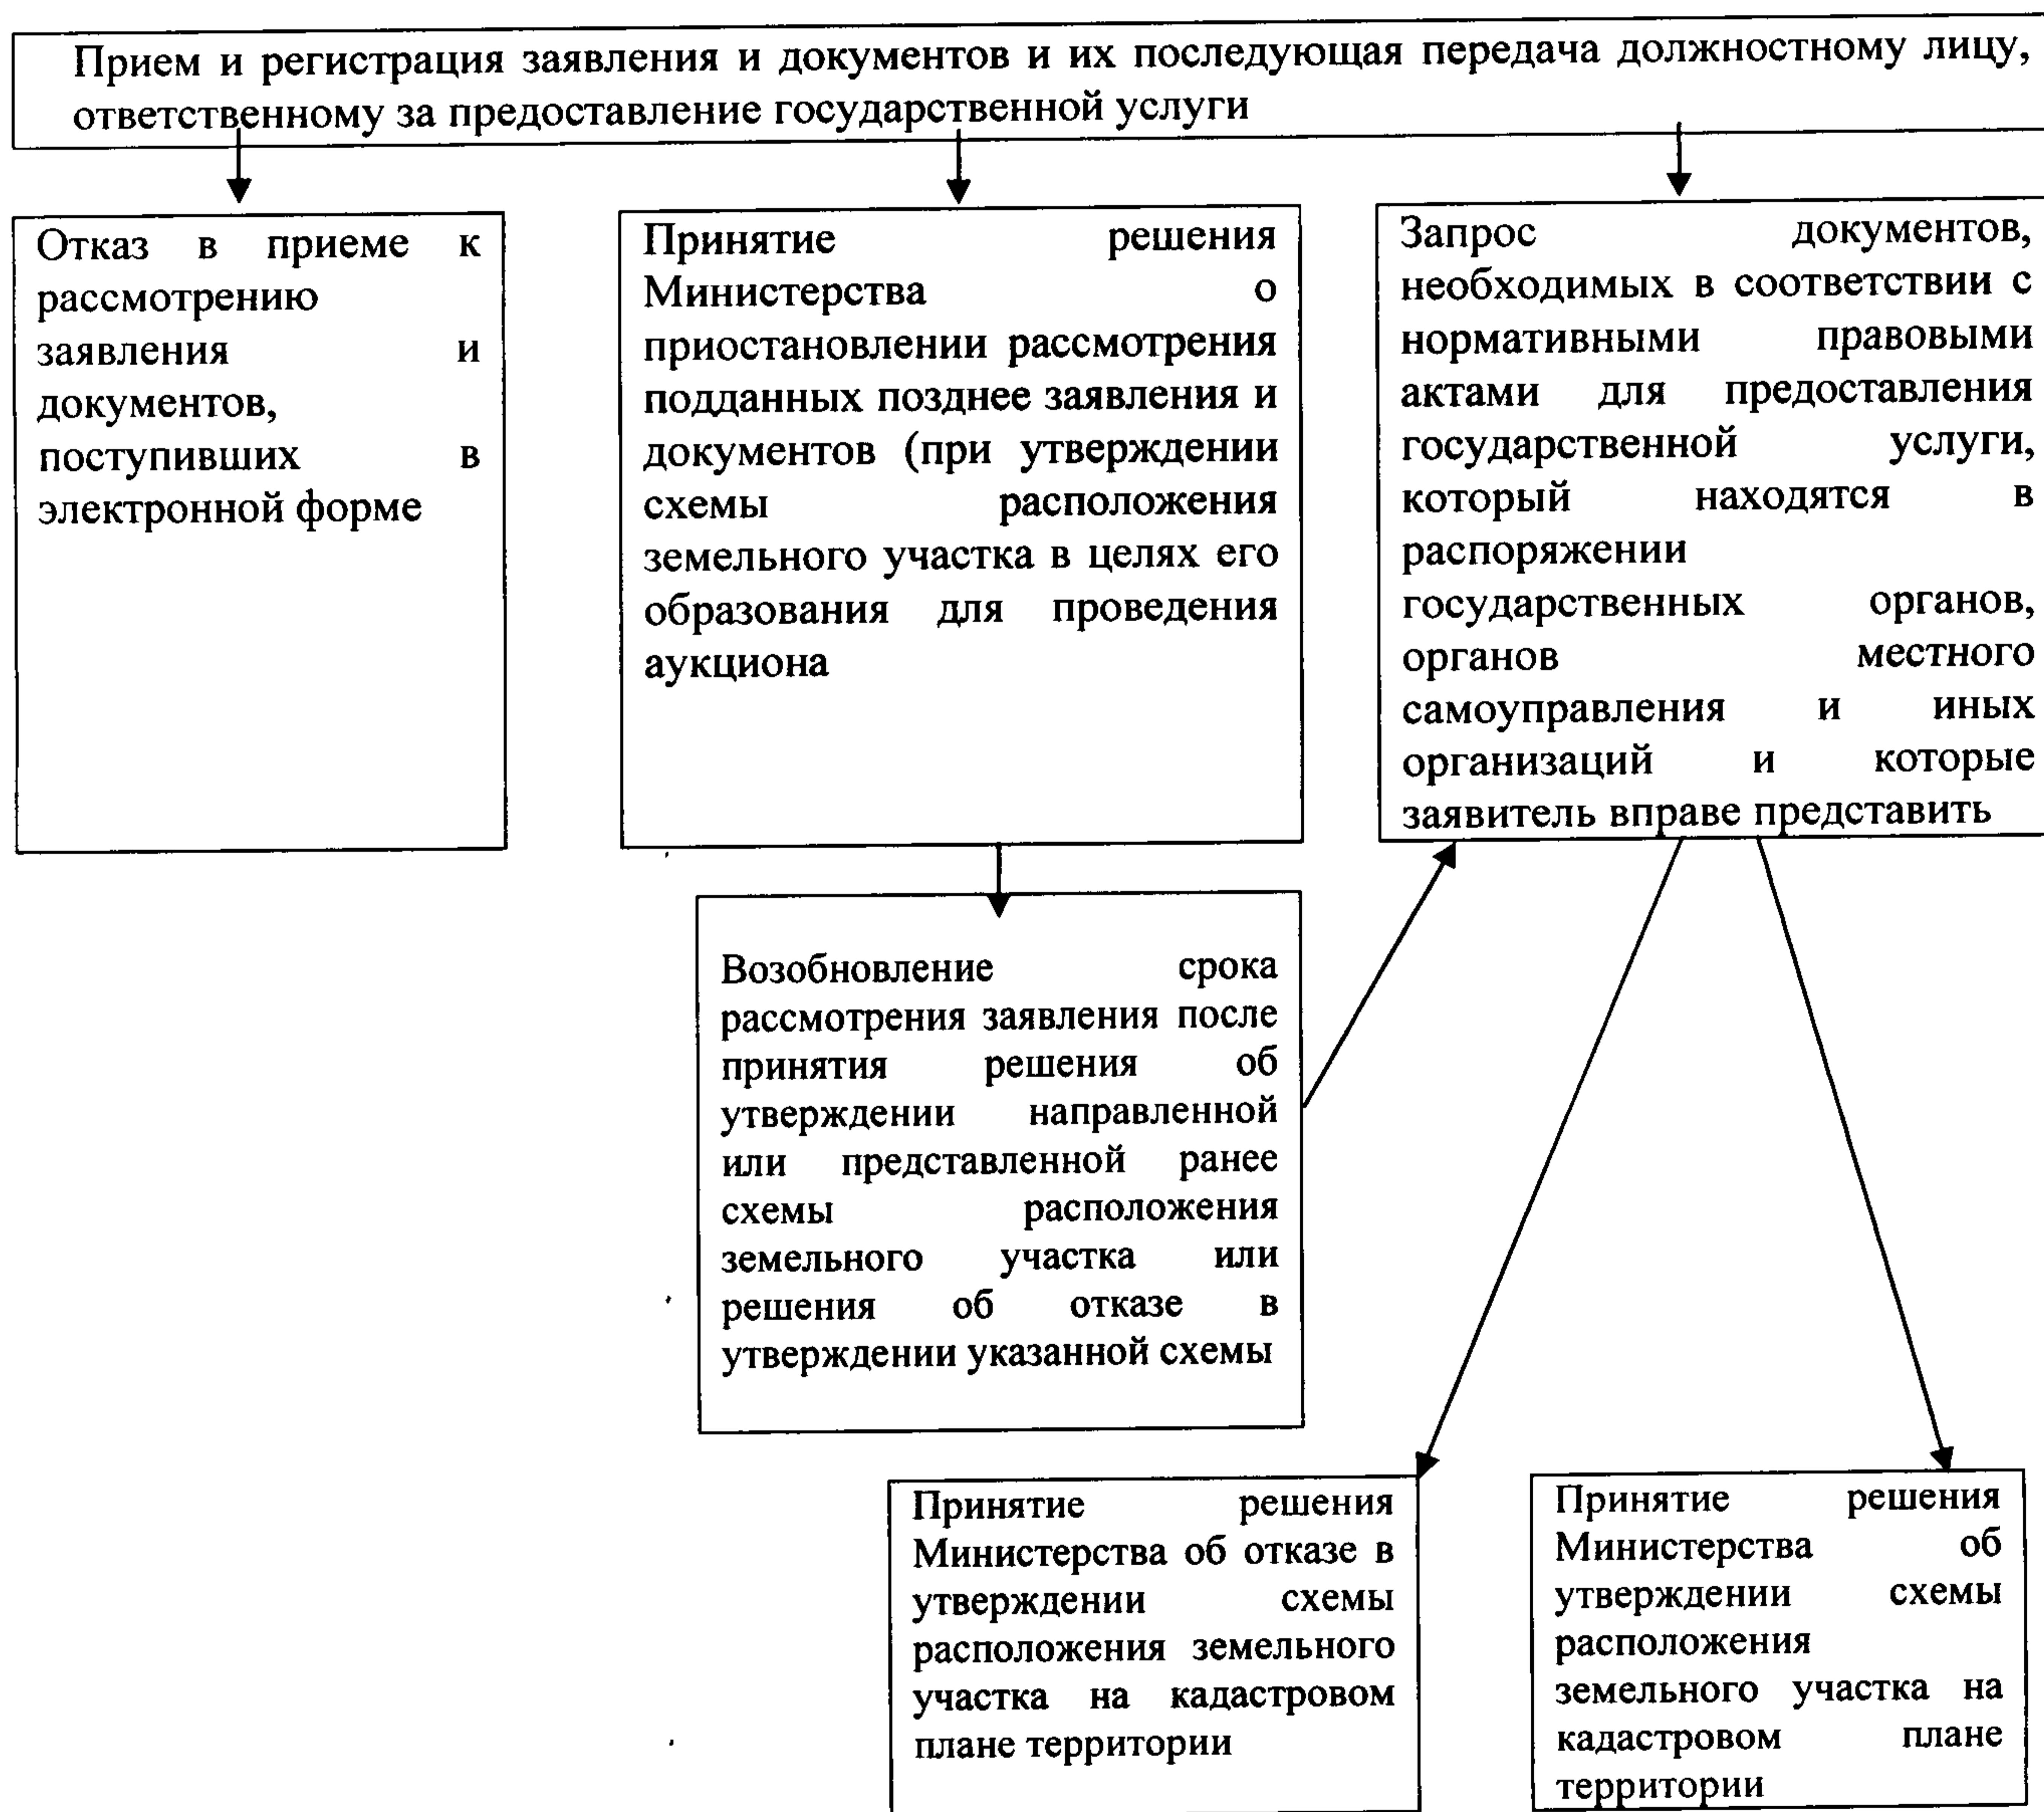 Прием и регистрация заявления и документов и их последующая передача должностному лицу,
ответственному за предоставление государственной услуги
Отказ в приеме к
рассмотрению
заявления и
документов,
поступивших в
электронной форме
Принятие решения
Министерства о
приостановлении рассмотрения
подданных позднее заявления и
документов (при утверждении
схемы расположения
земельного участка в целях его
образования для проведения
аукциона
Запрос документов,
необходимых в соответствии с
нормативными правовыми
актами для предоставления
государственной услуги,
который находятся в
распоряжении
государственных органов,
органов местного
самоуправления и иных
организаций и которые
заявитель вправе представить
Возобновление срока
рассмотрения заявления после
принятия решения об
утверждении направленной
или представленной ранее
схемы расположения
земельного участка или
решения об отказе в
утверждении указанной схемы
Принятие решения
Министерства об отказе в
утверждении схемы
расположения земельного
участка на кадастровом
плане территории
Принятие решения
Министерства об
утверждении схемы
расположения
земельного участка на
кадастровом плане
территории